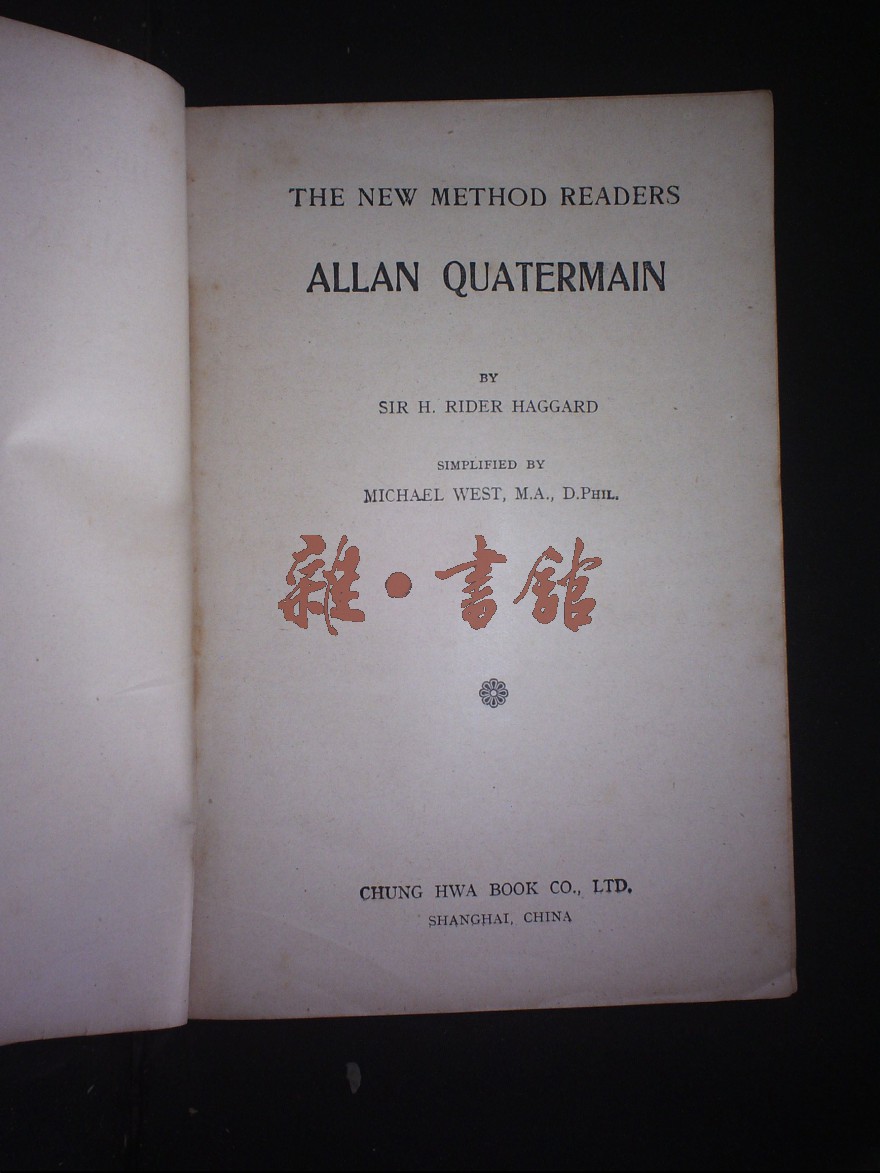 THE NEW METHOD READERS
ALLAN QUATERMAIN
BY
SIR H. RIDER HAGGARD
SIMPLIFIED BY
MICHAEL WEST, M.A., D.PHIL.
雜·書館
CHUNG HWA BOOK CO., LTD.
SHANGHAI, CHINA